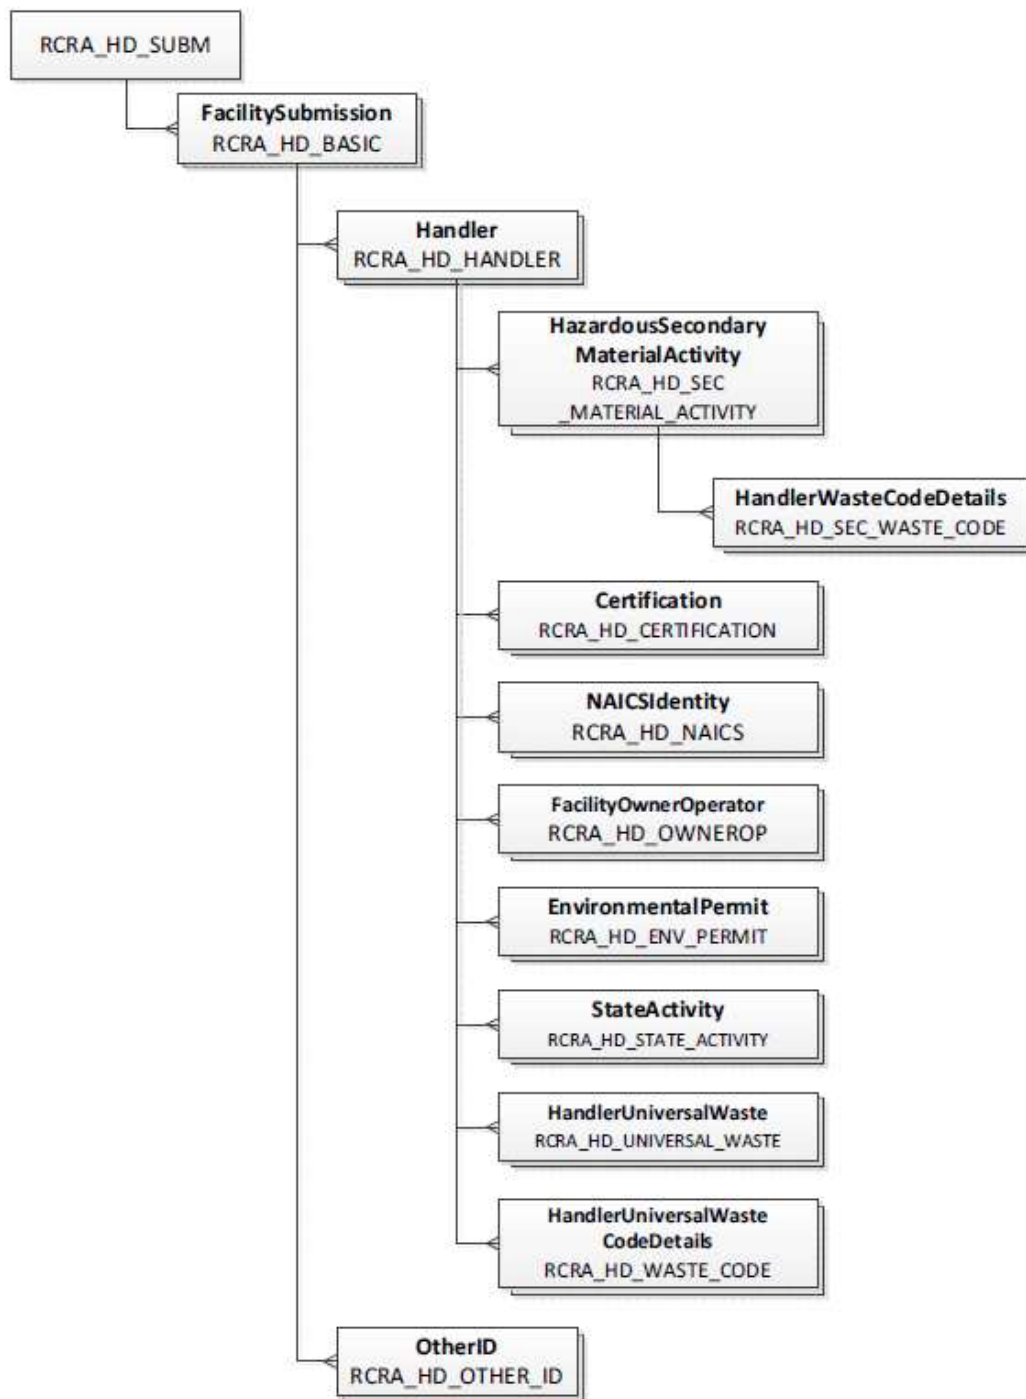 RCRA_HD_SUBM
FacilitySubmission
RCRA_HD_BASIC
Handler
RCRA_HD_HANDLER
HazardousSecondary
MaterialActivity
RCRA_HD_SEC
_MATERIAL_ACTIVITY
HandlerWasteCodeDetails
RCRA_HD_SEC_WASTE_CODE
Certification
RCRA_HD_CERTIFICATION
NAICSIdentity
RCRA_HD_NAICS
FacilityOwnerOperator
RCRA_HD_OWNEROP
EnvironmentalPermit
RCRA_HD_ENV_PERMIT
StateActivity
RCRA_HD_STATE_ACTIVITY
HandlerUniversalWaste
RCRA_HD_UNIVERSAL_WASTE
HandlerUniversalWaste
CodeDetails
RCRA_HD_WASTE_CODE
OtherID
RCRA_HD_OTHER_ID